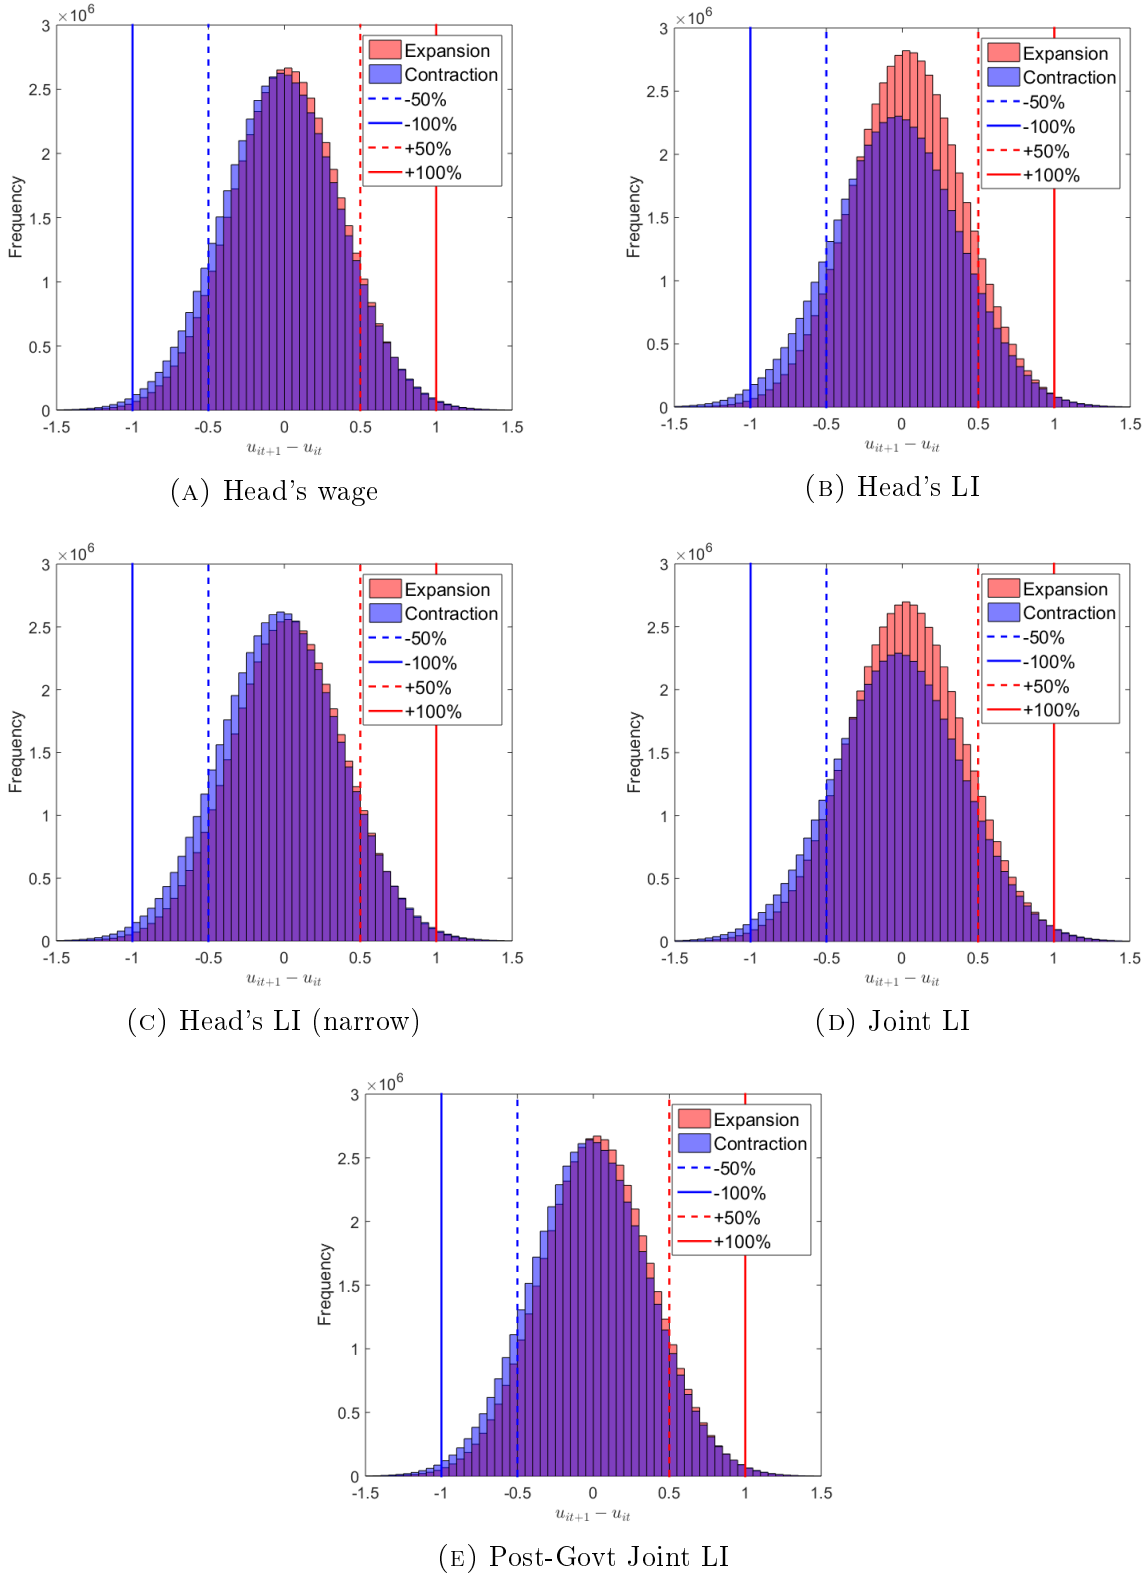 ×10^6
3
2.5
2
1.5
1
0.5
0
Frequency
-1.5 -1 -0.5 0 0.5 1 1.5
u_{it+1} − u_{it}
Expansion
Contraction
-50%
-100%
+50%
+100%
(A) Head's wage
×10^6
3
2.5
2
1.5
1
0.5
0
Frequency
-1.5 -1 -0.5 0 0.5 1 1.5
u_{it+1} − u_{it}
Expansion
Contraction
-50%
-100%
+50%
+100%
(B) Head's LI
×10^6
3
2.5
2
1.5
1
0.5
0
Frequency
-1.5 -1 -0.5 0 0.5 1 1.5
u_{it+1} − u_{it}
Expansion
Contraction
-50%
-100%
+50%
+100%
(C) Head's LI (narrow)
×10^6
3
2.5
2
1.5
1
0.5
0
Frequency
-1.5 -1 -0.5 0 0.5 1 1.5
u_{it+1} − u_{it}
Expansion
Contraction
-50%
-100%
+50%
+100%
(D) Joint LI
×10^6
3
2.5
2
1.5
1
0.5
0
Frequency
-1.5 -1 -0.5 0 0.5 1 1.5
u_{it+1} − u_{it}
Expansion
Contraction
-50%
-100%
+50%
+100%
(E) Post-Govt Joint LI